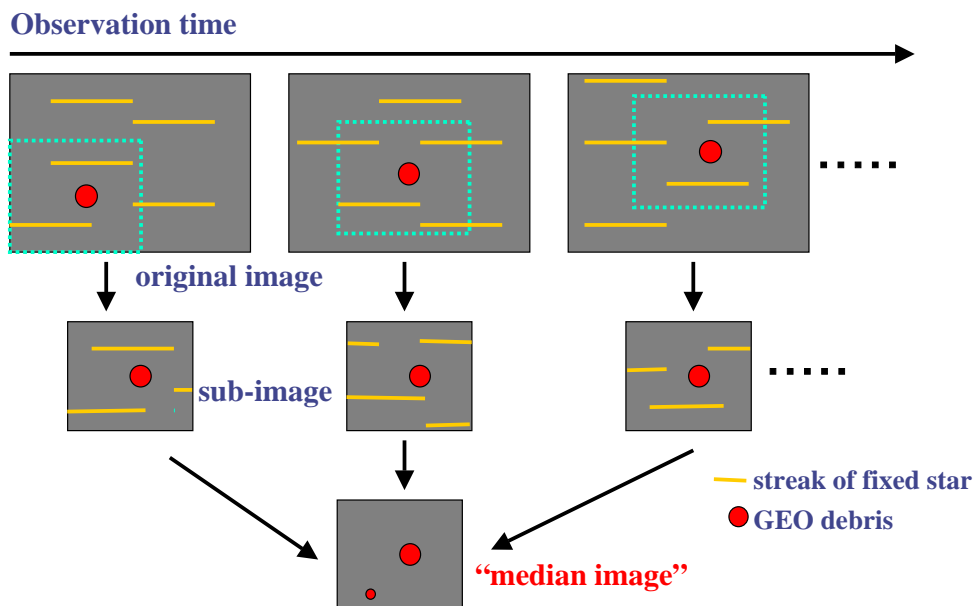 Observation time
original image
sub-image
streak of fixed star
GEO debris
“median image”